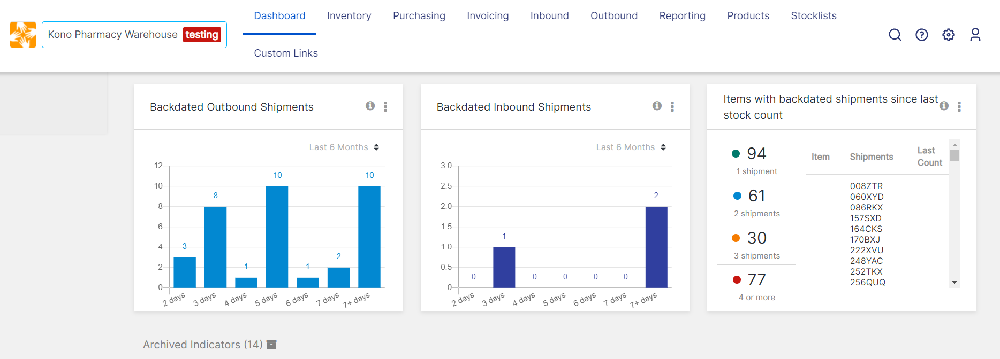 Kono Pharmacy Warehouse testing
Dashboard Inventory Purchasing Invoicing Inbound Outbound Reporting Products Stocklists
Custom Links
Backdated Outbound Shipments
Last 6 Months
12
10
8
6
4
2
0
3
8
1
10
1
2
10
2 days 3 days 4 days 5 days 6 days 7 days 7+ days
Backdated Inbound Shipments
Last 6 Months
3.0
2.5
2.0
1.5
1.0
0.5
0
0
1
0
0
0
0
2
2 days 3 days 4 days 5 days 6 days 7 days 7+ days
Items with backdated shipments since last
stock count
94
1 shipment
61
2 shipments
30
3 shipments
77
4 or more
Item Shipments Last
Count
008ZTR
060XYD
086RKX
157SXD
164CKS
170BXJ
222XVU
248YAC
252TKX
256QUQ
Archived Indicators (14)